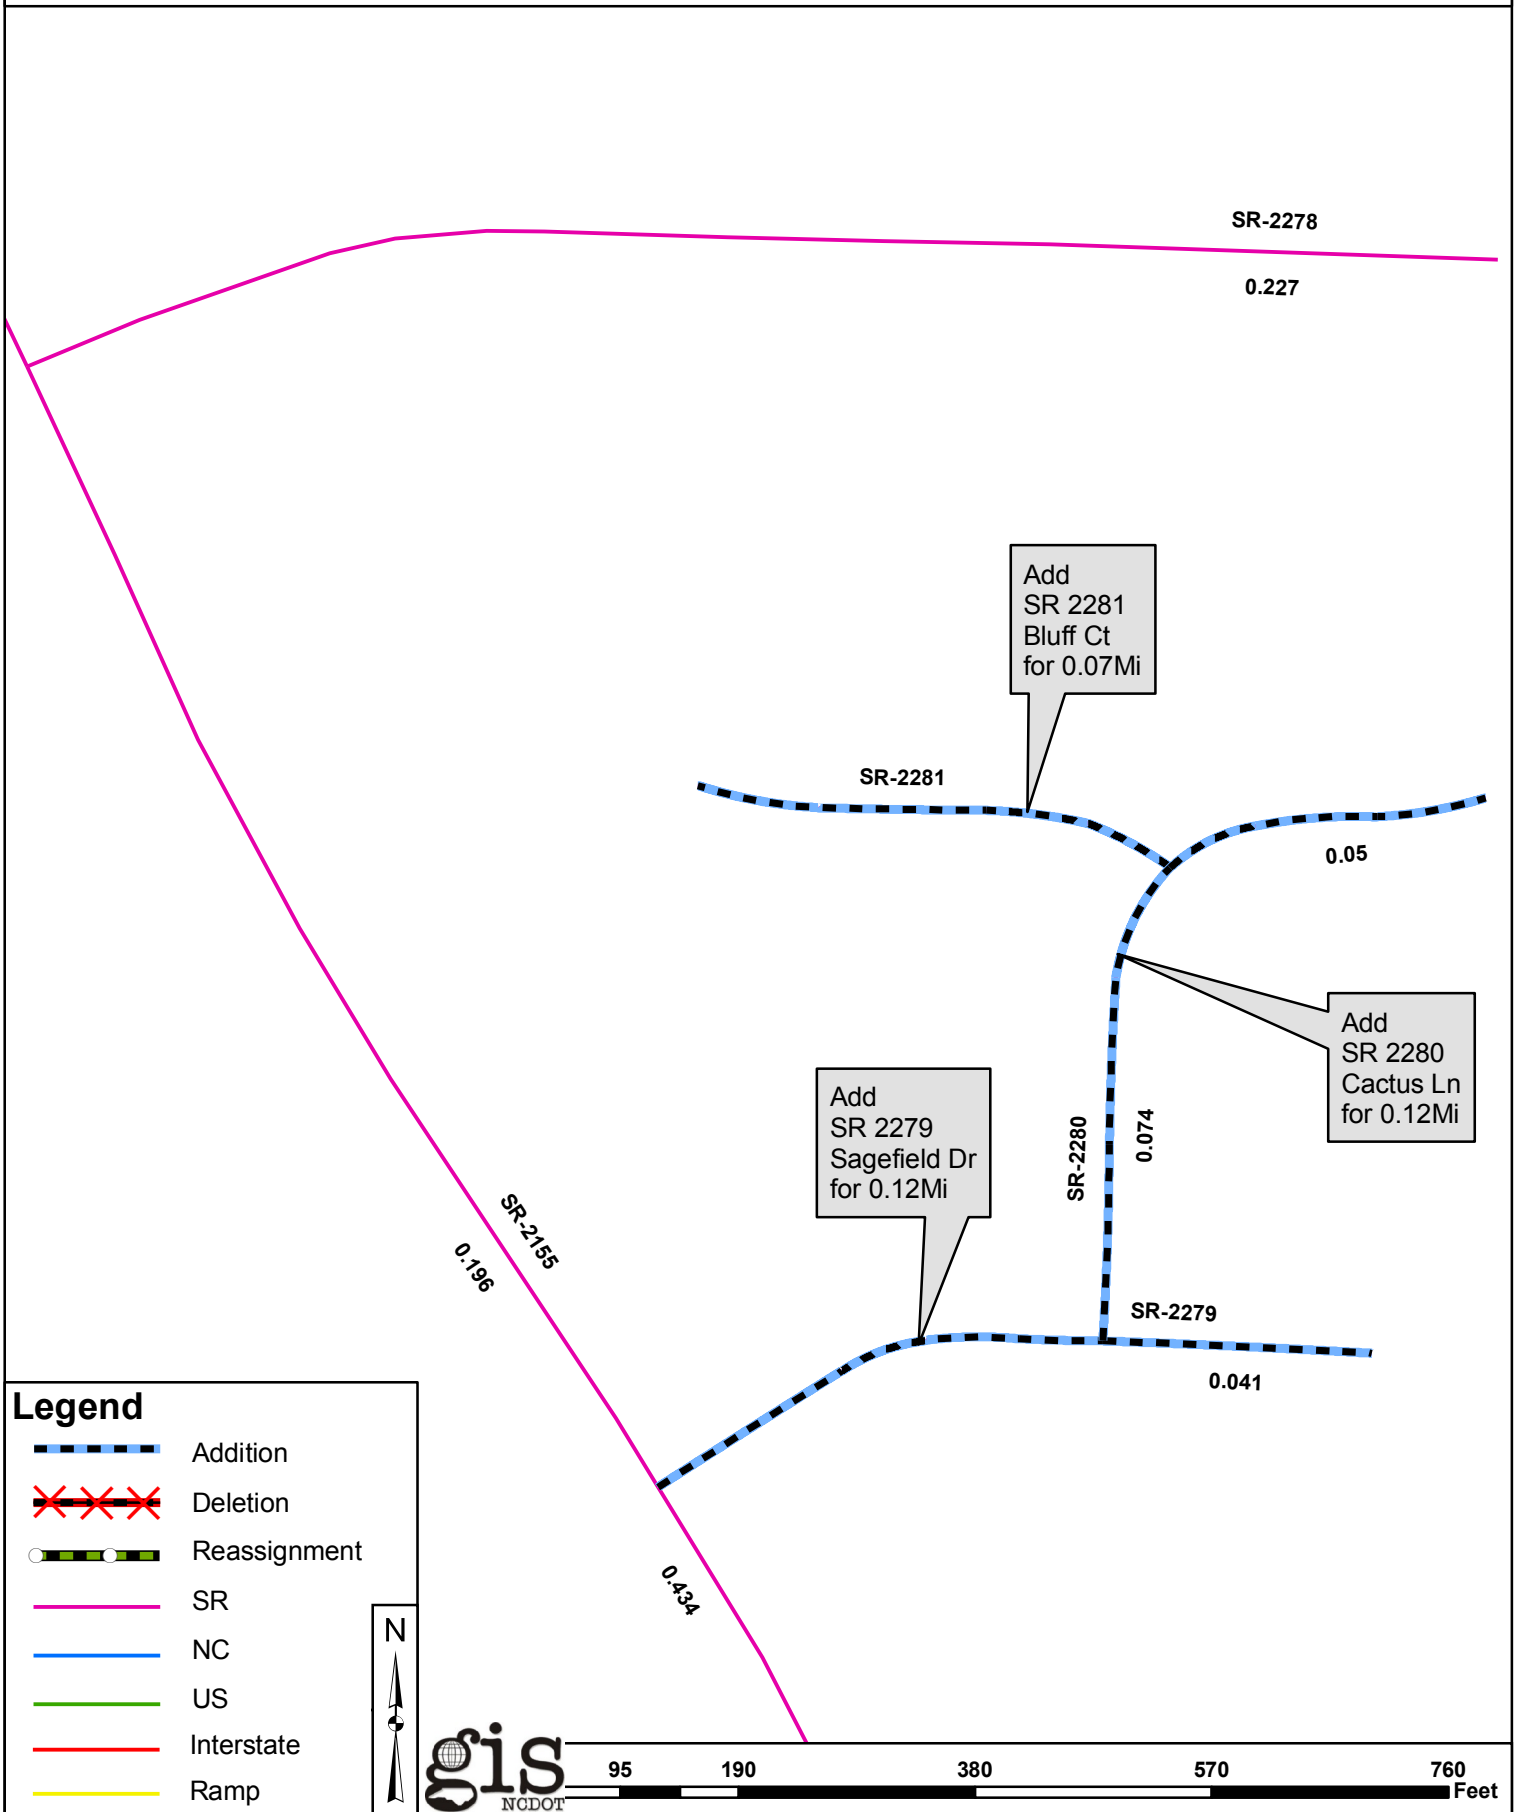 SR-2278
0.227
Add
SR 2281
Bluff Ct
for 0.07Mi
SR-2281
0.05
Add
SR 2280
Cactus Ln
for 0.12Mi
Add
SR 2279
Sagefield Dr
for 0.12Mi
SR-2280
0.074
SR-2155
0.196
SR-2279
0.041
0.434
Legend
Addition
Deletion
Reassignment
SR
NC
US
Interstate
Ramp
N
gis
NCDOT
95 190 380 570 760
Feet